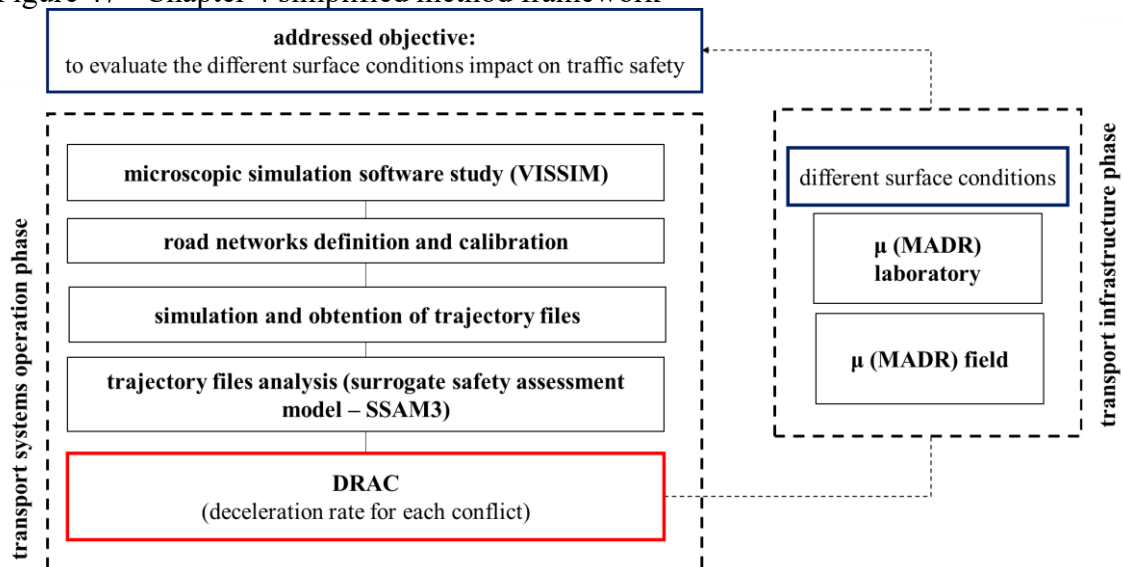 addressed objective:
to evaluate the different surface conditions impact on traffic safety
transport systems operation phase
microscopic simulation software study (VISSIM)
road networks definition and calibration
simulation and obtention of trajectory files
trajectory files analysis (surrogate safety assessment
model – SSAM3)
DRAC
(deceleration rate for each conflict)
different surface conditions
μ (MADR)
laboratory
μ (MADR) field
transport infrastructure phase